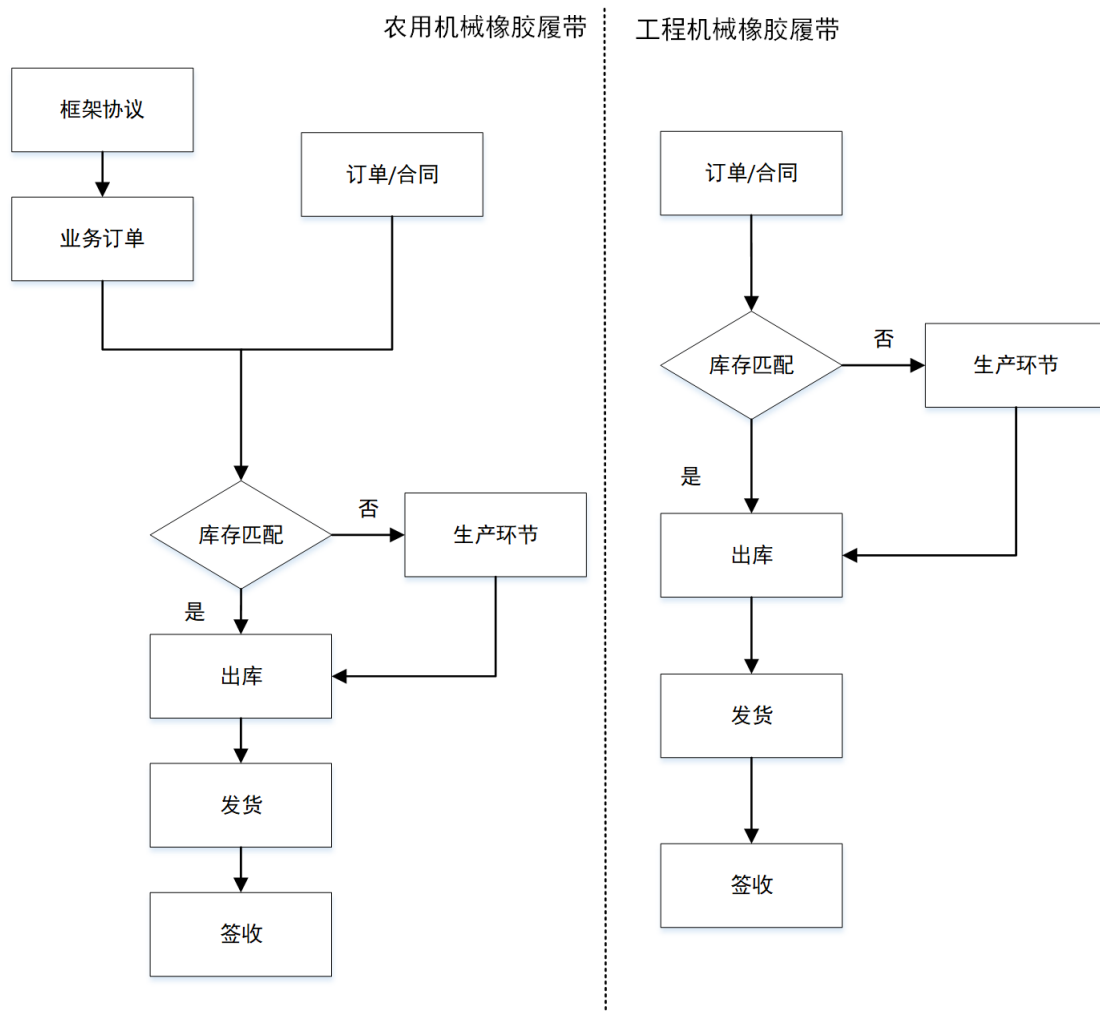 农用机械橡胶履带
框架协议
订单/合同
业务订单
库存匹配
否
生产环节
是
出库
发货
签收
工程机械橡胶履带
订单/合同
库存匹配
否
生产环节
是
出库
发货
签收